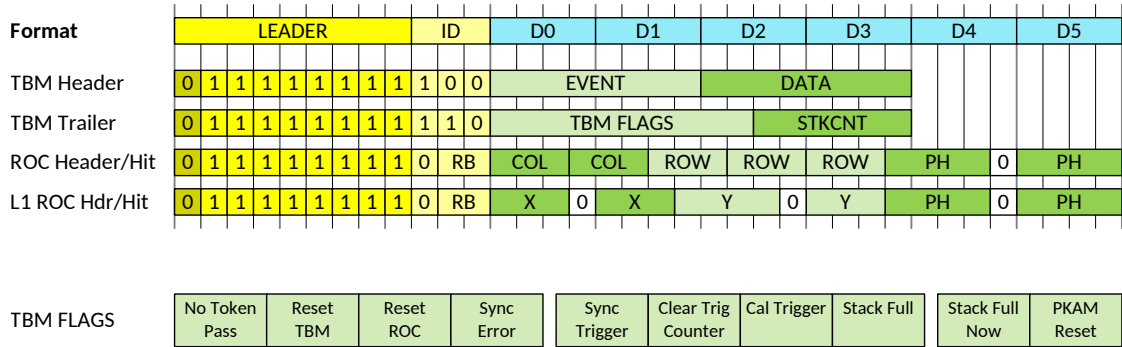 Format LEADER ID D0 D1 D2 D3 D4 D5
TBM Header 0 1 1 1 1 1 1 1 1 1 0 0 EVENT DATA
TBM Trailer 0 1 1 1 1 1 1 1 1 1 1 0 TBM FLAGS STKCNT
ROC Header/Hit 0 1 1 1 1 1 1 1 1 0 RB COL COL ROW ROW ROW PH 0 PH
L1 ROC Hdr/Hit 0 1 1 1 1 1 1 1 1 0 RB X 0 X Y 0 Y PH 0 PH
TBM FLAGS
No Token
Pass
Reset
TBM
Reset
ROC
Sync
Error
Sync
Trigger
Clear Trig
Counter
Cal Trigger
Stack Full
Stack Full
Now
PKAM
Reset